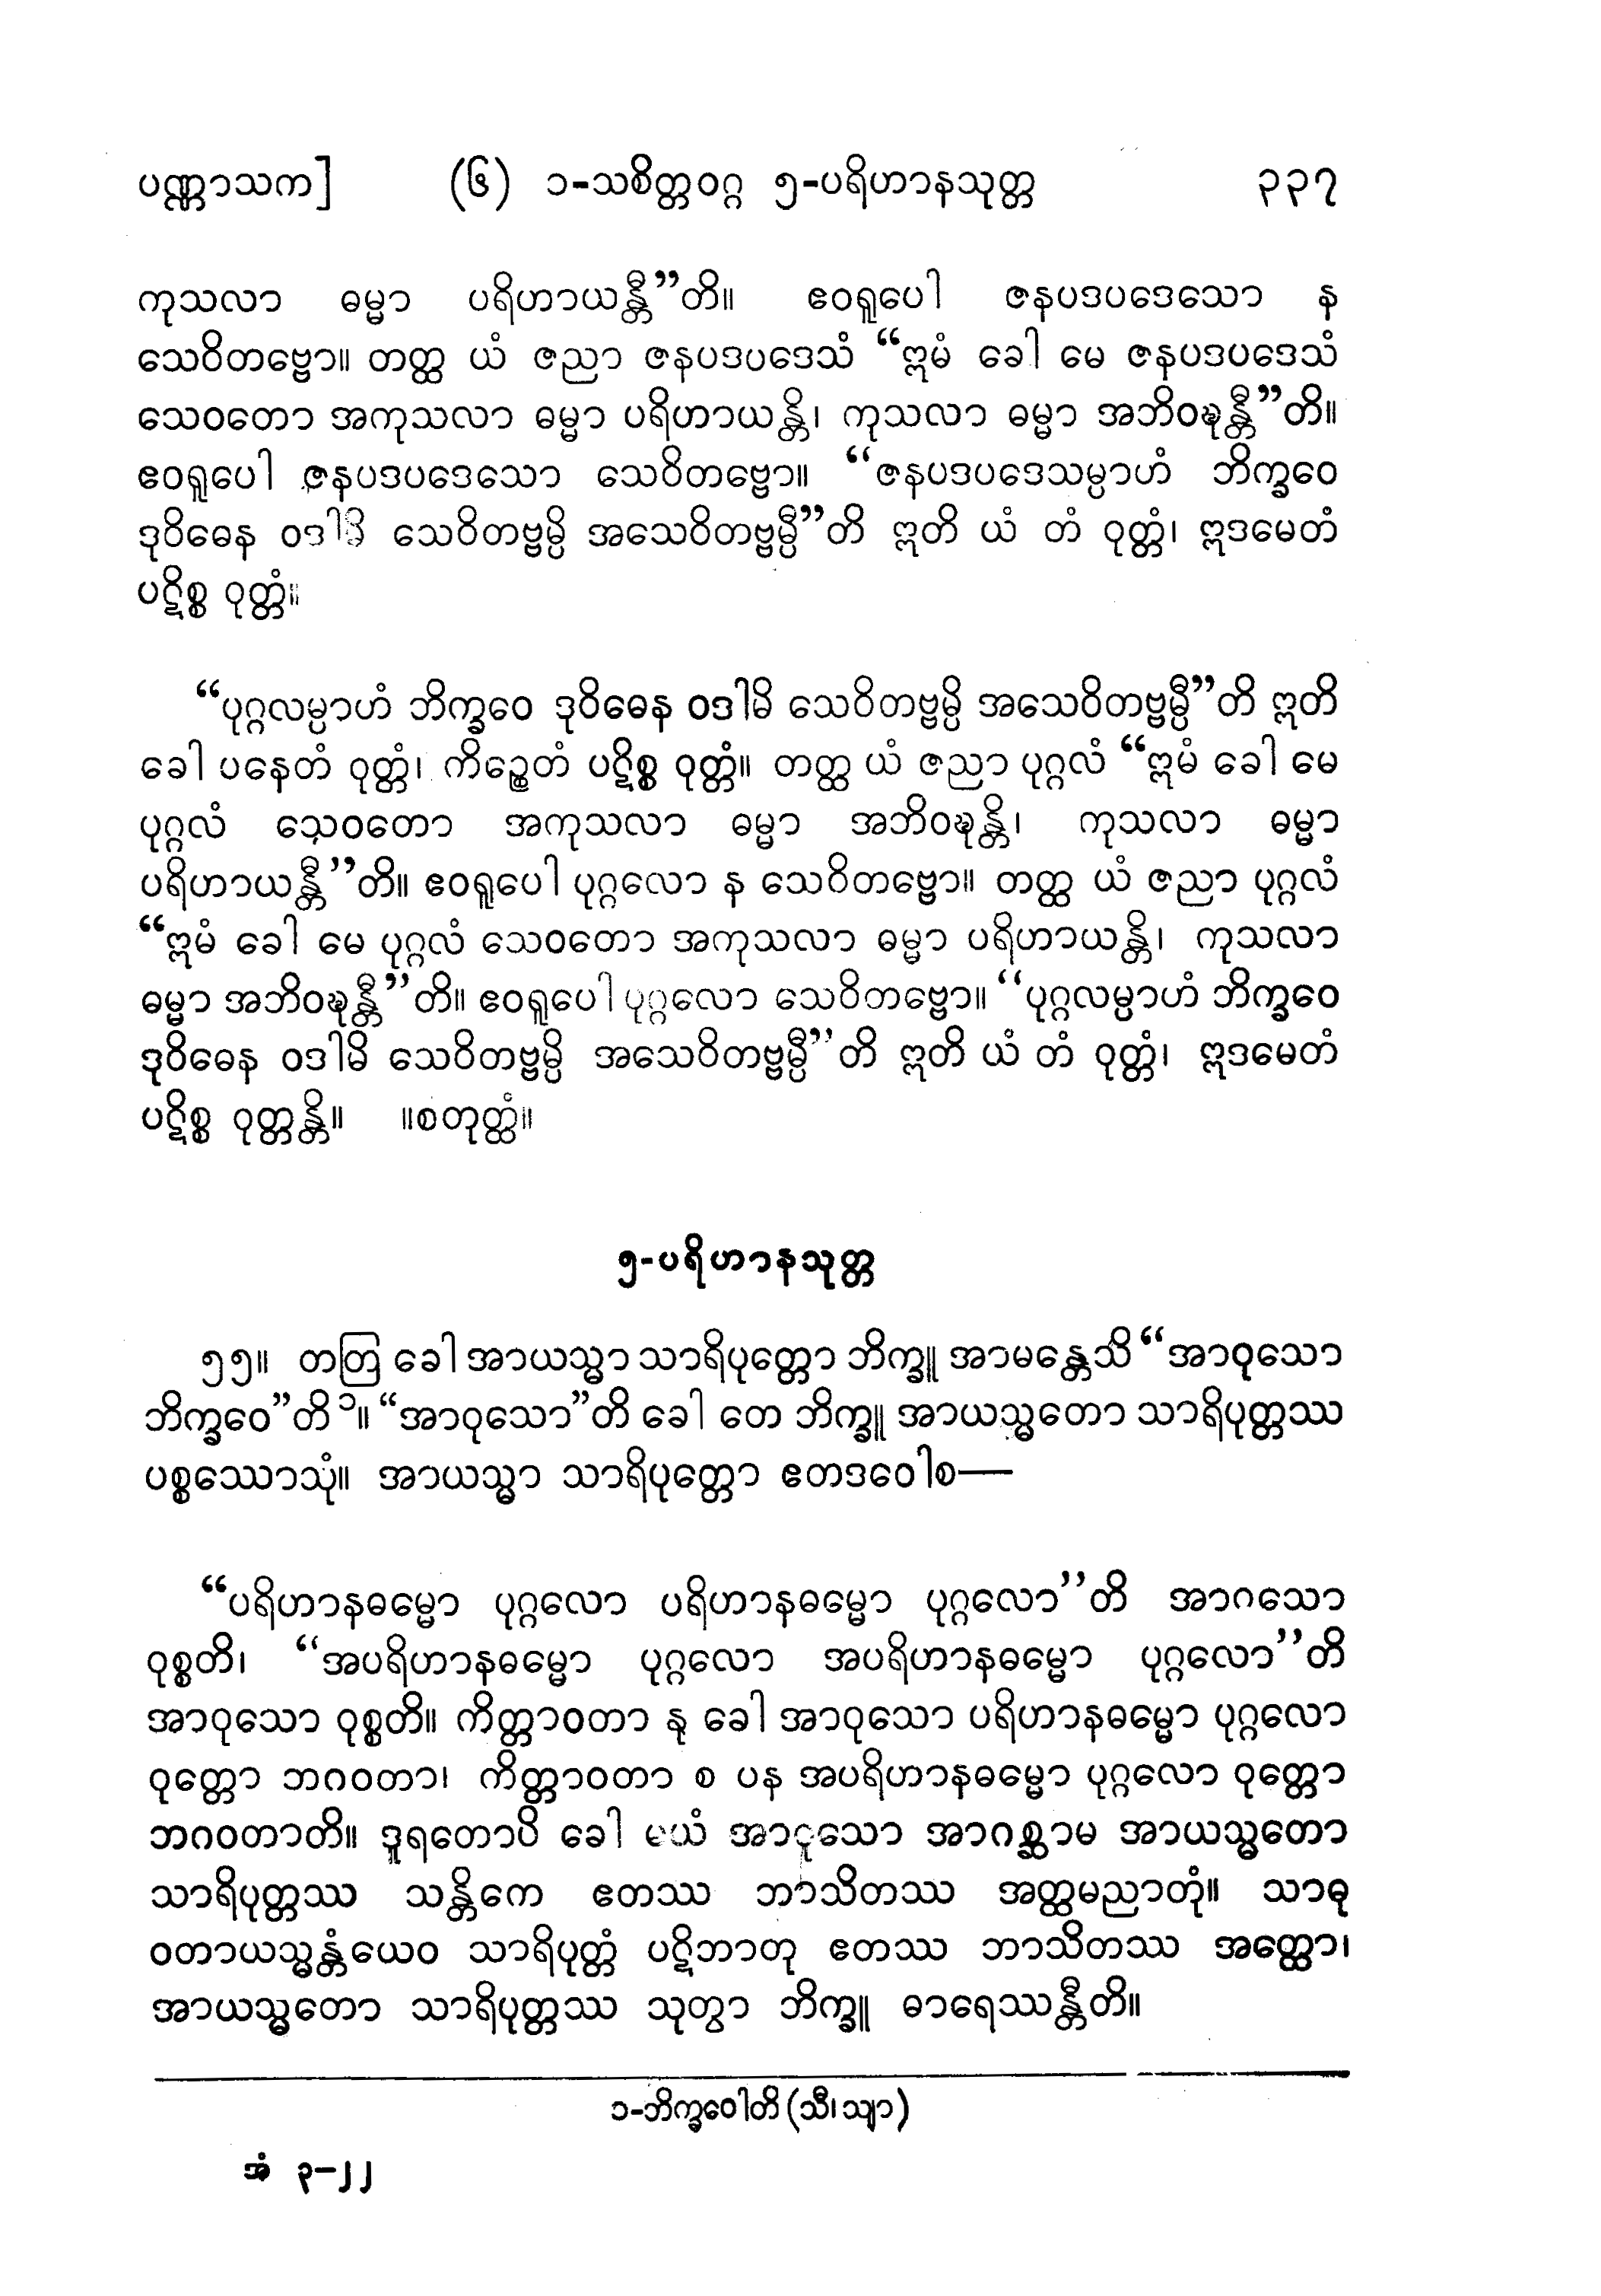 ပဏ္ဏာသက] (၆) ၁-သစိတ္တဝဂ္ဂ ၅-ပရိဟာနသုတ္တ ၃၃၇
ကုသလာ ဓမ္မာ ပရိဟာယန္တီ”တိ။ ဧဝရူပေါ ဇနပဒပဒေသော န
သေဝိတဗ္ဗော။ တတ္ထ ယံ ဇညာ ဇနပဒပဒေသံ “ဣမံ ခေါ မေ ဇနပဒပဒေသံ
သေဝတော အကုသလာ ဓမ္မာ ပရိဟာယန္တိ၊ ကုသလာ ဓမ္မာ အဘိဝဍ္ဎန္တီ”တိ။
ဧဝရူပေါ ဇနပဒပဒေသော သေဝိတဗ္ဗော။ “ဇနပဒပဒေသမ္ပာဟံ ဘိက္ခဝေ
ဒုဝိဓေန ဝဒါမိ သေဝိတဗ္ဗမ္ပိ အသေဝိတဗ္ဗမ္ပီ”တိ ဣတိ ယံ တံ ဝုတ္တံ၊ ဣဒမေတံ
ပဋိစ္စ ဝုတ္တံ။
“ပုဂ္ဂလမ္ပာဟံ ဘိက္ခဝေ ဒုဝိဓေန ဝဒါမိ သေဝိတဗ္ဗမ္ပိ အသေဝိတဗ္ဗမ္ပီ”တိ ဣတိ
ခေါ ပနေတံ ဝုတ္တံ၊ ကိဉ္စေတံ ပဋိစ္စ ဝုတ္တံ။ တတ္ထ ယံ ဇညာ ပုဂ္ဂလံ “ဣမံ ခေါ မေ
ပုဂ္ဂလံ သေဝတော အကုသလာ ဓမ္မာ အဘိဝဍ္ဎန္တိ၊ ကုသလာ ဓမ္မာ
ပရိဟာယန္တီ”တိ။ ဧဝရူပေါ ပုဂ္ဂလော န သေဝိတဗ္ဗော။ တတ္ထ ယံ ဇညာ ပုဂ္ဂလံ
“ဣမံ ခေါ မေ ပုဂ္ဂလံ သေဝတော အကုသလာ ဓမ္မာ ပရိဟာယန္တိ၊ ကုသလာ
ဓမ္မာ အဘိဝဍ္ဎန္တီ”တိ။ ဧဝရူပေါ ပုဂ္ဂလော သေဝိတဗ္ဗော။ “ပုဂ္ဂလမ္ပာဟံ ဘိက္ခဝေ
ဒုဝိဓေန ဝဒါမိ သေဝိတဗ္ဗမ္ပိ အသေဝိတဗ္ဗမ္ပီ”တိ ဣတိ ယံ တံ ဝုတ္တံ၊ ဣဒမေတံ
ပဋိစ္စ ဝုတ္တန္တိ။ ။စတုတ္ထံ။
၅-ပရိဟာနသုတ္တ
၅၅။ တတြ ခေါ အာယသ္မာ သာရိပုတ္တော ဘိက္ခူ အာမန္တေသိ “အာဝုသော
ဘိက္ခဝေ”တိ ၁။ “အာဝုသော”တိ ခေါ တေ ဘိက္ခူ အာယသ္မတော သာရိပုတ္တဿ
ပစ္စဿောသုံ။ အာယသ္မာ သာရိပုတ္တော ဧတဒဝေါစ—
“ပရိဟာနဓမ္မော ပုဂ္ဂလော ပရိဟာနဓမ္မော ပုဂ္ဂလော”တိ အာဂသော
ဝုစ္စတိ၊ “အပရိဟာနဓမ္မော ပုဂ္ဂလော အပရိဟာနဓမ္မော ပုဂ္ဂလော”တိ
အာဝုသော ဝုစ္စတိ။ ကိတ္တာဝတာ နု ခေါ အာဝုသော ပရိဟာနဓမ္မော ပုဂ္ဂလော
ဝုတ္တော ဘဂဝတာ၊ ကိတ္တာဝတာ စ ပန အပရိဟာနဓမ္မော ပုဂ္ဂလော ဝုတ္တော
ဘဂဝတာတိ။ ဒူရတောပိ ခေါ မယံ အာဝုသော အာဂစ္ဆာမ အာယသ္မတော
သာရိပုတ္တဿ သန္တိကေ ဧတဿ ဘာသိတဿ အတ္ထမညာတုံ။ သာဓု
ဝတာယသ္မန္တံယေဝ သာရိပုတ္တံ ပဋိဘာတု ဧတဿ ဘာသိတဿ အတ္ထော၊
အာယသ္မတော သာရိပုတ္တဿ သုတွာ ဘိက္ခူ ဓာရေဿန္တီတိ။
၁-ဘိက္ခဝေါတိ (သီ၊ သျာ)
အံ ၃-၂၂